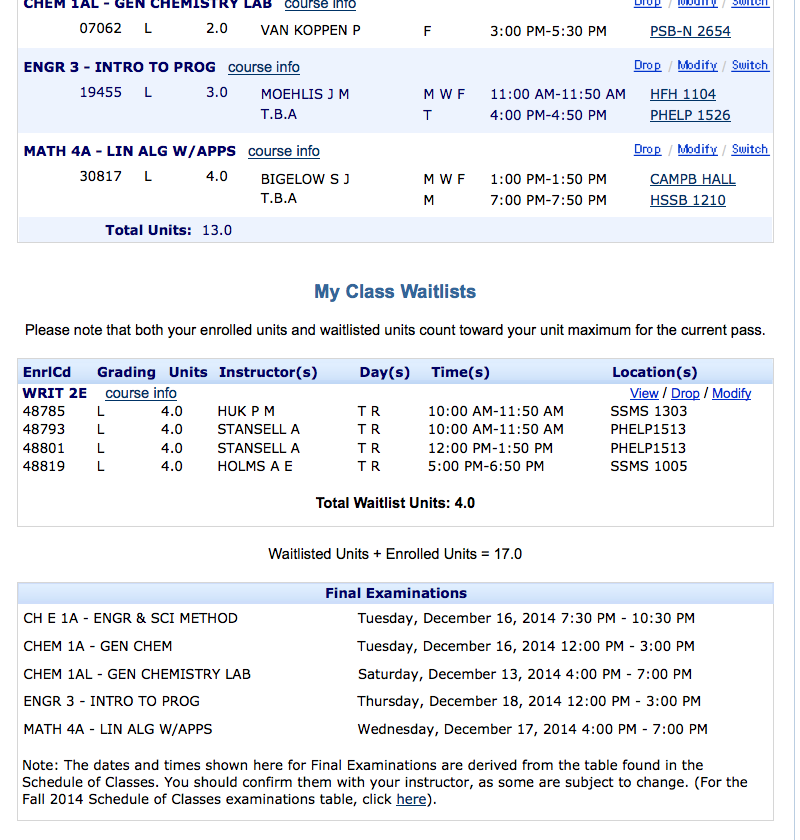 CHEM 1AL - GEN CHEMISTRY LAB course info Drop / Modify / Switch
07062 L 2.0 VAN KOPPEN P F 3:00 PM-5:30 PM PSB-N 2654
ENGR 3 - INTRO TO PROG course info Drop / Modify / Switch
19455 L 3.0 MOEHLIS J M M W F 11:00 AM-11:50 AM HFH 1104
T.B.A T 4:00 PM-4:50 PM PHELP 1526
MATH 4A - LIN ALG W/APPS course info Drop / Modify / Switch
30817 L 4.0 BIGELOW S J M W F 1:00 PM-1:50 PM CAMPB HALL
T.B.A M 7:00 PM-7:50 PM HSSB 1210
Total Units: 13.0
My Class Waitlists
Please note that both your enrolled units and waitlisted units count toward your unit maximum for the current pass.
EnrlCd Grading Units Instructor(s) Day(s) Time(s) Location(s)
WRIT 2E course info View / Drop / Modify
48785 L 4.0 HUK P M T R 10:00 AM-11:50 AM SSMS 1303
48793 L 4.0 STANSELL A T R 10:00 AM-11:50 AM PHELP1513
48801 L 4.0 STANSELL A T R 12:00 PM-1:50 PM PHELP1513
48819 L 4.0 HOLMS A E T R 5:00 PM-6:50 PM SSMS 1005
Total Waitlist Units: 4.0
Waitlisted Units + Enrolled Units = 17.0
Final Examinations
CH E 1A - ENGR & SCI METHOD Tuesday, December 16, 2014 7:30 PM - 10:30 PM
CHEM 1A - GEN CHEM Tuesday, December 16, 2014 12:00 PM - 3:00 PM
CHEM 1AL - GEN CHEMISTRY LAB Saturday, December 13, 2014 4:00 PM - 7:00 PM
ENGR 3 - INTRO TO PROG Thursday, December 18, 2014 12:00 PM - 3:00 PM
MATH 4A - LIN ALG W/APPS Wednesday, December 17, 2014 4:00 PM - 7:00 PM
Note: The dates and times shown here for Final Examinations are derived from the table found in the
Schedule of Classes. You should confirm them with your instructor, as some are subject to change. (For the
Fall 2014 Schedule of Classes examinations table, click here).